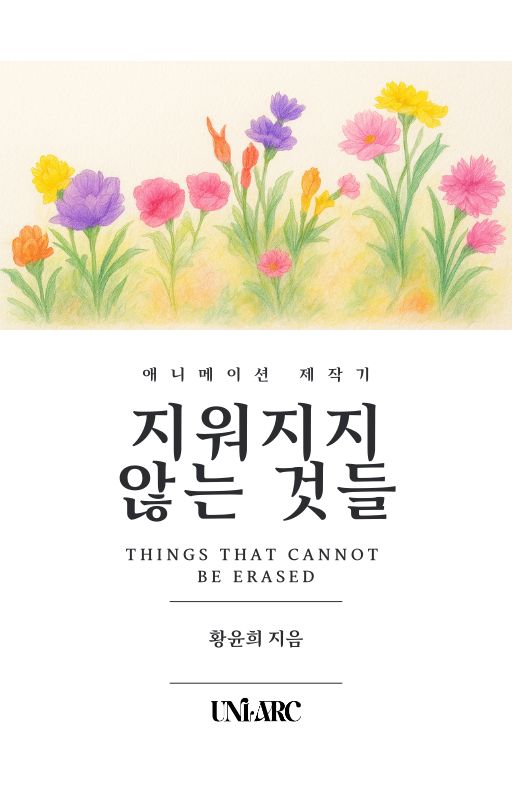 애니메이션 제작기
지워지지
않는 것들
THINGS THAT CANNOT
BE ERASED
황윤희 지음
UNI-ARC